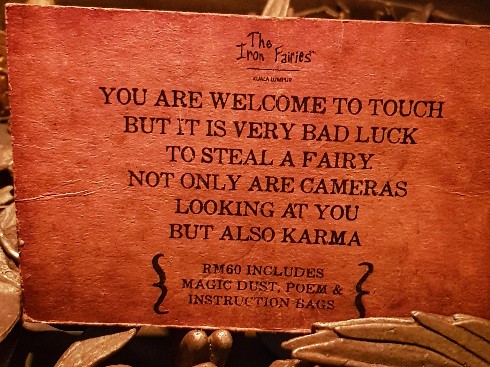 The
Iron Fairies™
KUALA LUMPUR
YOU ARE WELCOME TO TOUCH
BUT IT IS VERY BAD LUCK
TO STEAL A FAIRY
NOT ONLY ARE CAMERAS
LOOKING AT YOU
BUT ALSO KARMA
RM60 INCLUDES
MAGIC DUST, POEM &
INSTRUCTION BAGS